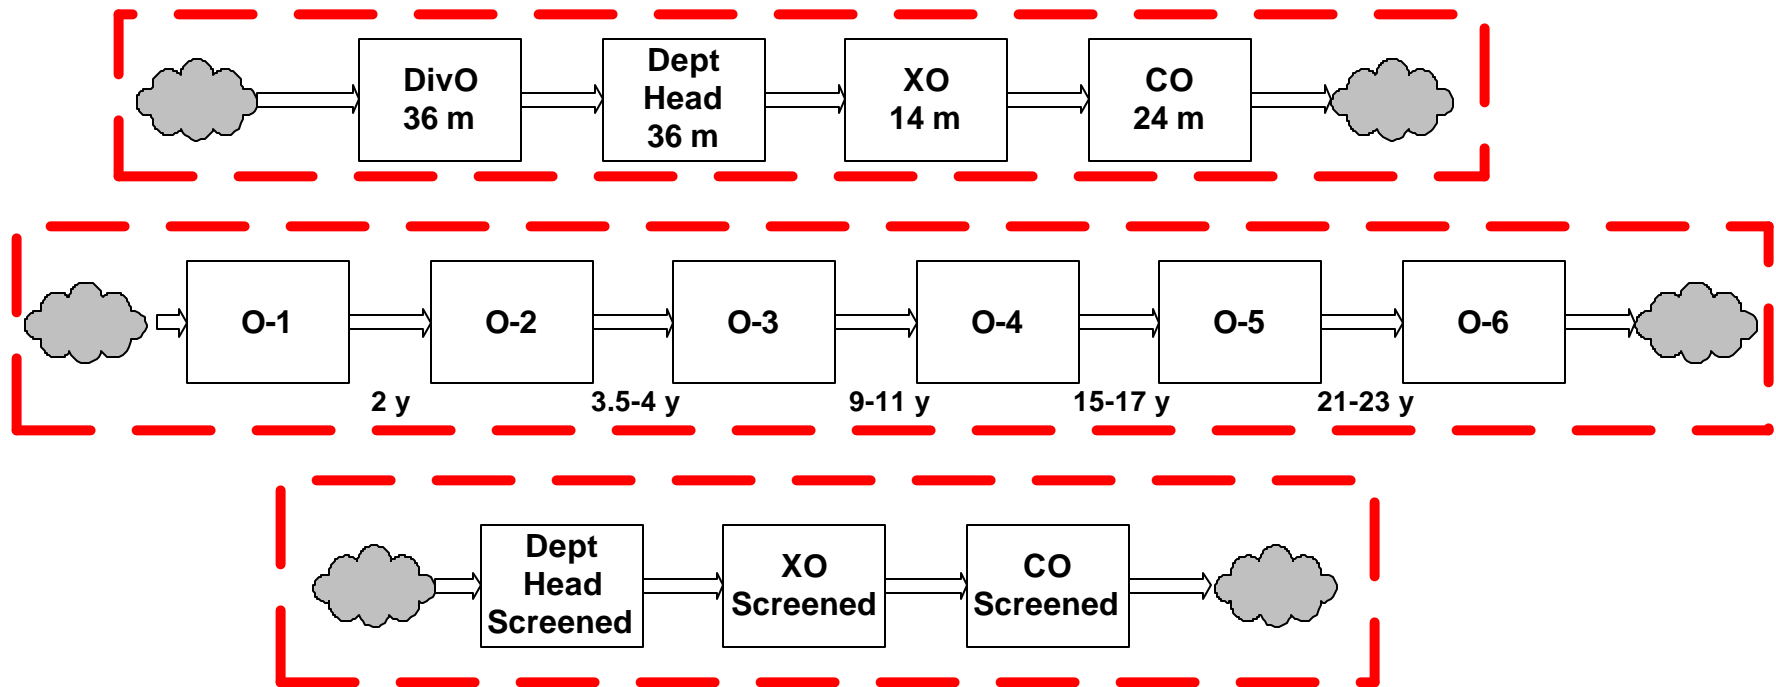 DivO
36 m
Dept
Head
36 m
XO
14 m
CO
24 m
O-1
O-2
O-3
O-4
O-5
O-6
2 y
3.5-4 y
9-11 y
15-17 y
21-23 y
Dept
Head
Screened
XO
Screened
CO
Screened